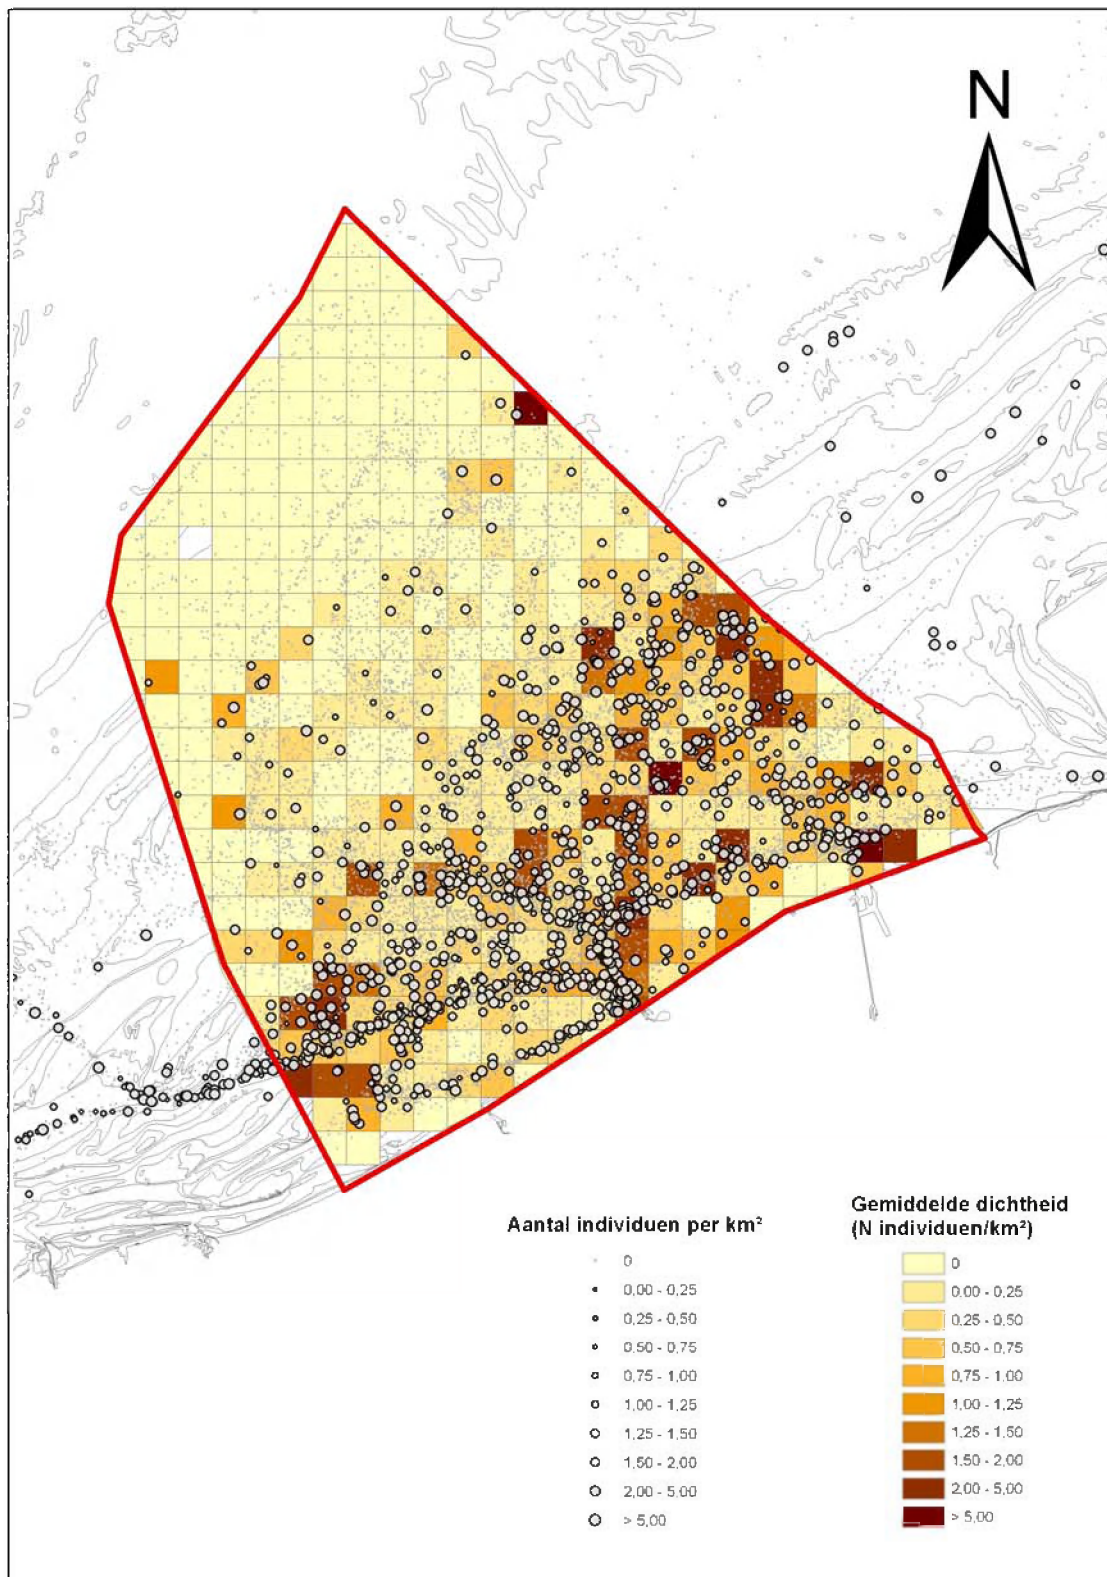 N
Aantal individuen per km²
0
0,00 - 0,25
0,25 - 0,50
0,50 - 0,75
0,75 - 1,00
1,00 - 1,25
1,25 - 1,50
1,50 - 2,00
2,00 - 5,00
> 5,00
Gemiddelde dichtheid
(N individuen/km²)
0
0,00 - 0,25
0,25 - 0,50
0,50 - 0,75
0,75 - 1,00
1,00 - 1,25
1,25 - 1,50
1,50 - 2,00
2,00 - 5,00
> 5,00